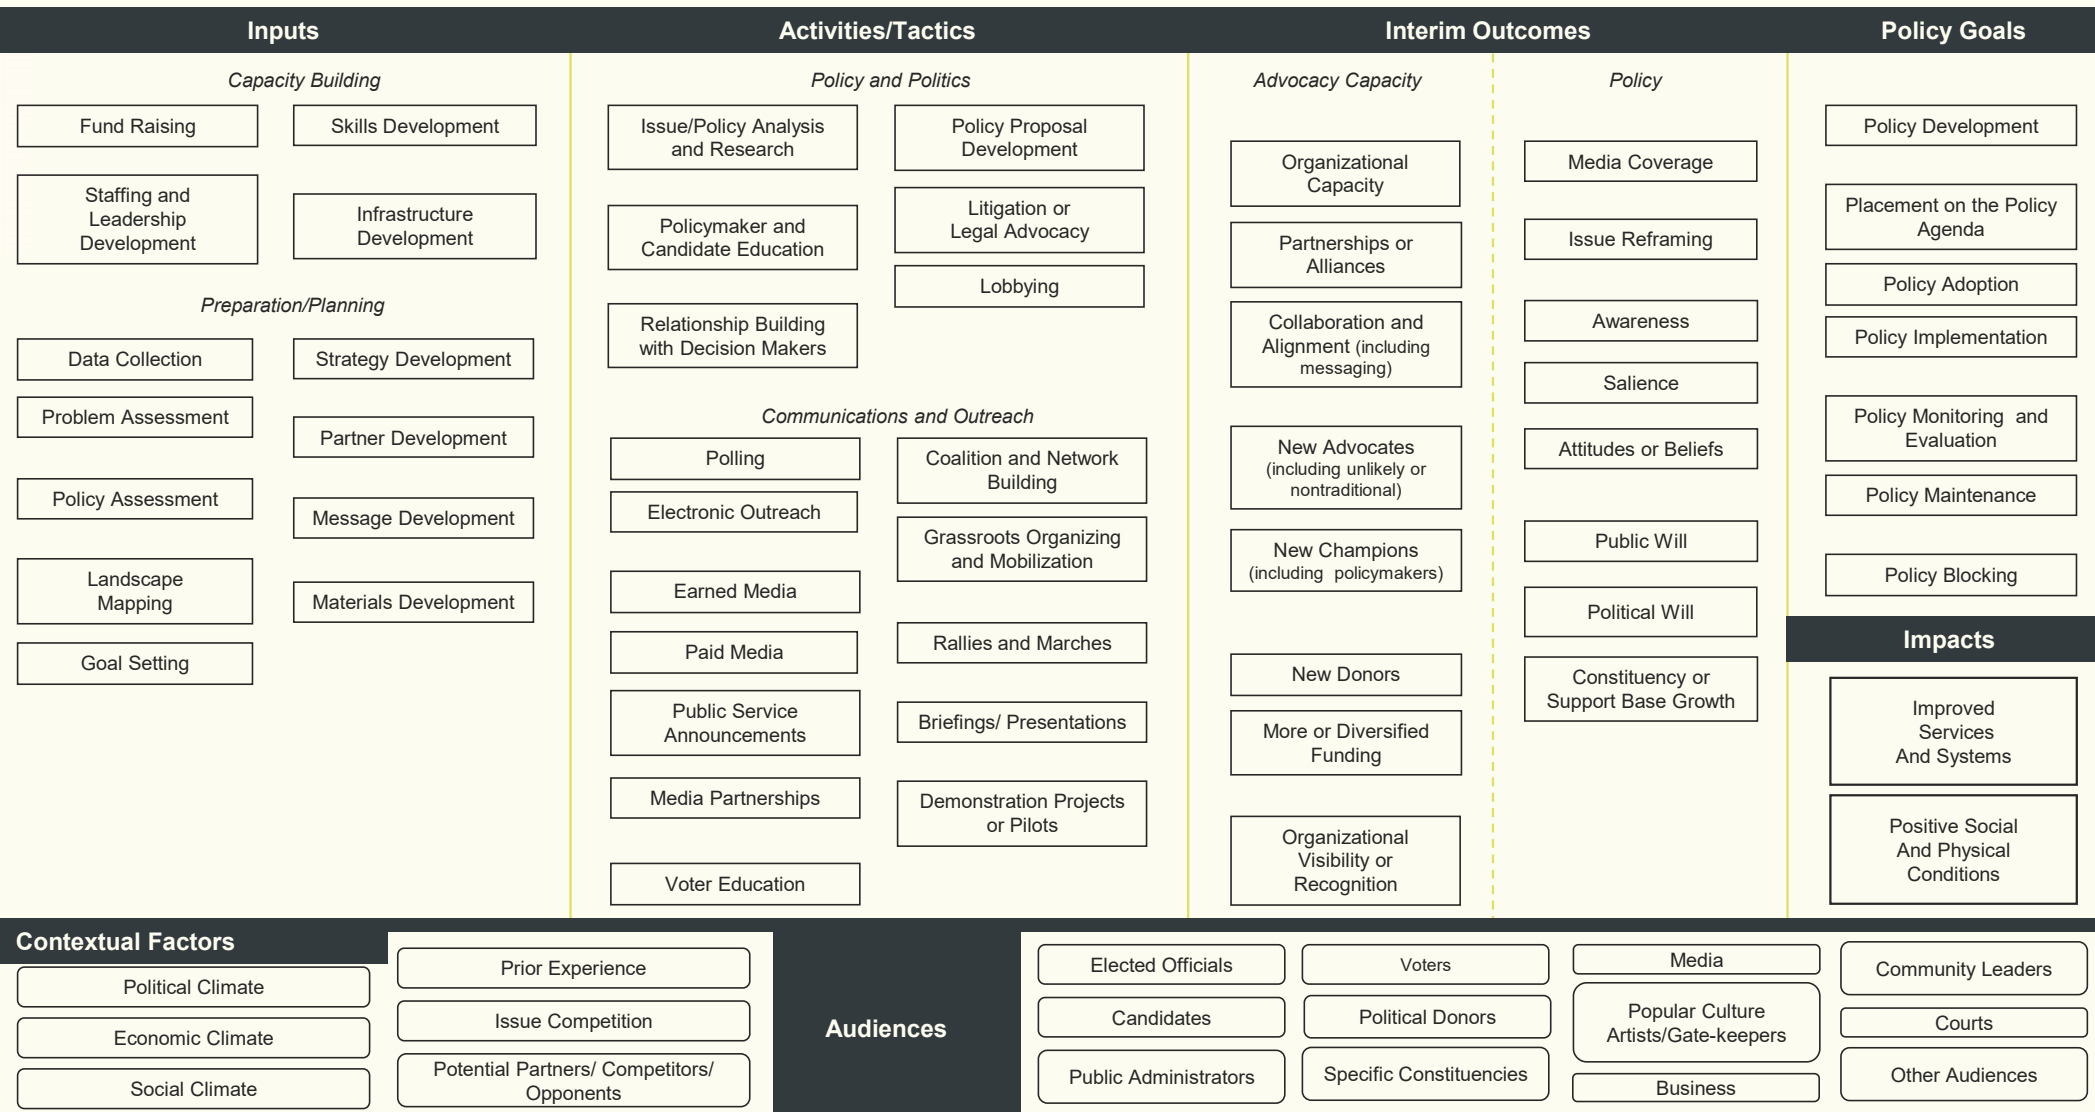 Inputs
Activities/Tactics
Interim Outcomes
Policy Goals
Capacity Building
Fund Raising
Skills Development
Staffing and
Leadership
Development
Infrastructure
Development
Preparation/Planning
Data Collection
Strategy Development
Problem Assessment
Partner Development
Policy Assessment
Message Development
Landscape
Mapping
Materials Development
Goal Setting
Policy and Politics
Issue/Policy Analysis
and Research
Policy Proposal
Development
Policymaker and
Candidate Education
Litigation or
Legal Advocacy
Lobbying
Relationship Building
with Decision Makers
Communications and Outreach
Polling
Coalition and Network
Building
Electronic Outreach
Grassroots Organizing
and Mobilization
Earned Media
Paid Media
Rallies and Marches
Public Service
Announcements
Briefings/ Presentations
Media Partnerships
Demonstration Projects
or Pilots
Voter Education
Advocacy Capacity
Organizational
Capacity
Partnerships or
Alliances
Collaboration and
Alignment (including
messaging)
New Advocates
(including unlikely or
nontraditional)
New Champions
(including policymakers)
New Donors
More or Diversified
Funding
Organizational
Visibility or
Recognition
Policy
Media Coverage
Issue Reframing
Awareness
Salience
Attitudes or Beliefs
Public Will
Political Will
Constituency or
Support Base Growth
Policy Development
Placement on the Policy
Agenda
Policy Adoption
Policy Implementation
Policy Monitoring and
Evaluation
Policy Maintenance
Policy Blocking
Impacts
Improved
Services
And Systems
Positive Social
And Physical
Conditions
Contextual Factors
Political Climate
Economic Climate
Social Climate
Prior Experience
Issue Competition
Potential Partners/ Competitors/
Opponents
Audiences
Elected Officials
Candidates
Public Administrators
Voters
Political Donors
Specific Constituencies
Media
Popular Culture
Artists/Gate-keepers
Business
Community Leaders
Courts
Other Audiences